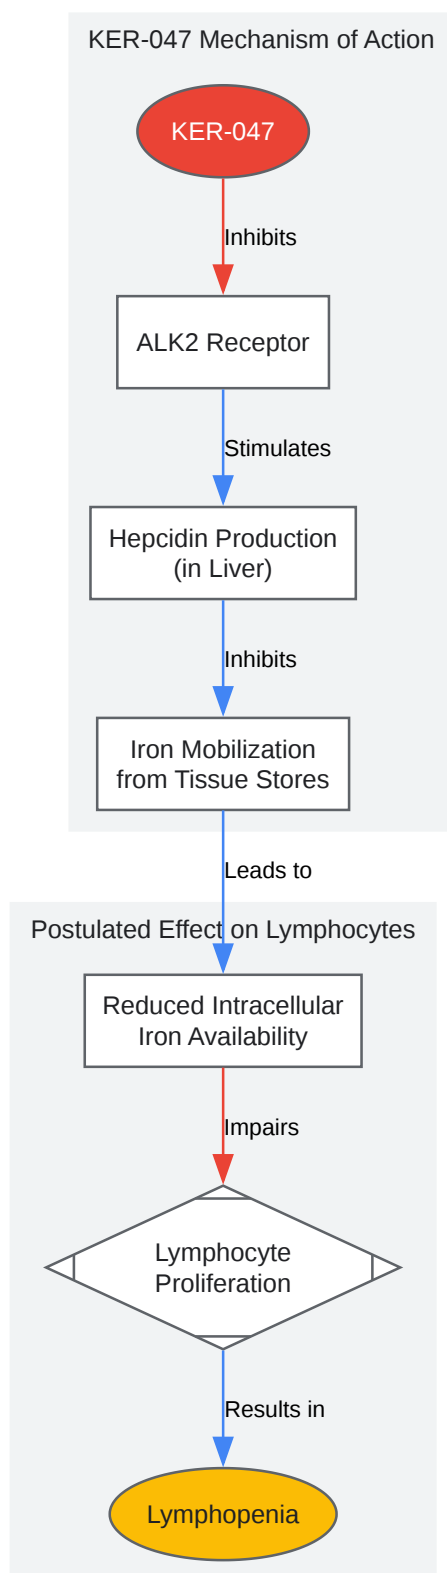 KER-047 Mechanism of Action
KER-047
Inhibits
ALK2 Receptor
Stimulates
Hepcidin Production
(in Liver)
Inhibits
Iron Mobilization
from Tissue Stores
Leads to
Postulated Effect on Lymphocytes
Reduced Intracellular
Iron Availability
Impairs
Lymphocyte
Proliferation
Results in
Lymphopenia